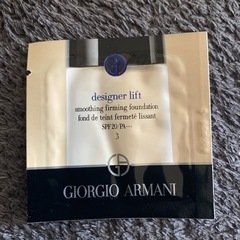 designer lift
smoothing firming foundation
fond de teint fermeté lissant
SPF20/PA+++
3
GIORGIO ARMANI